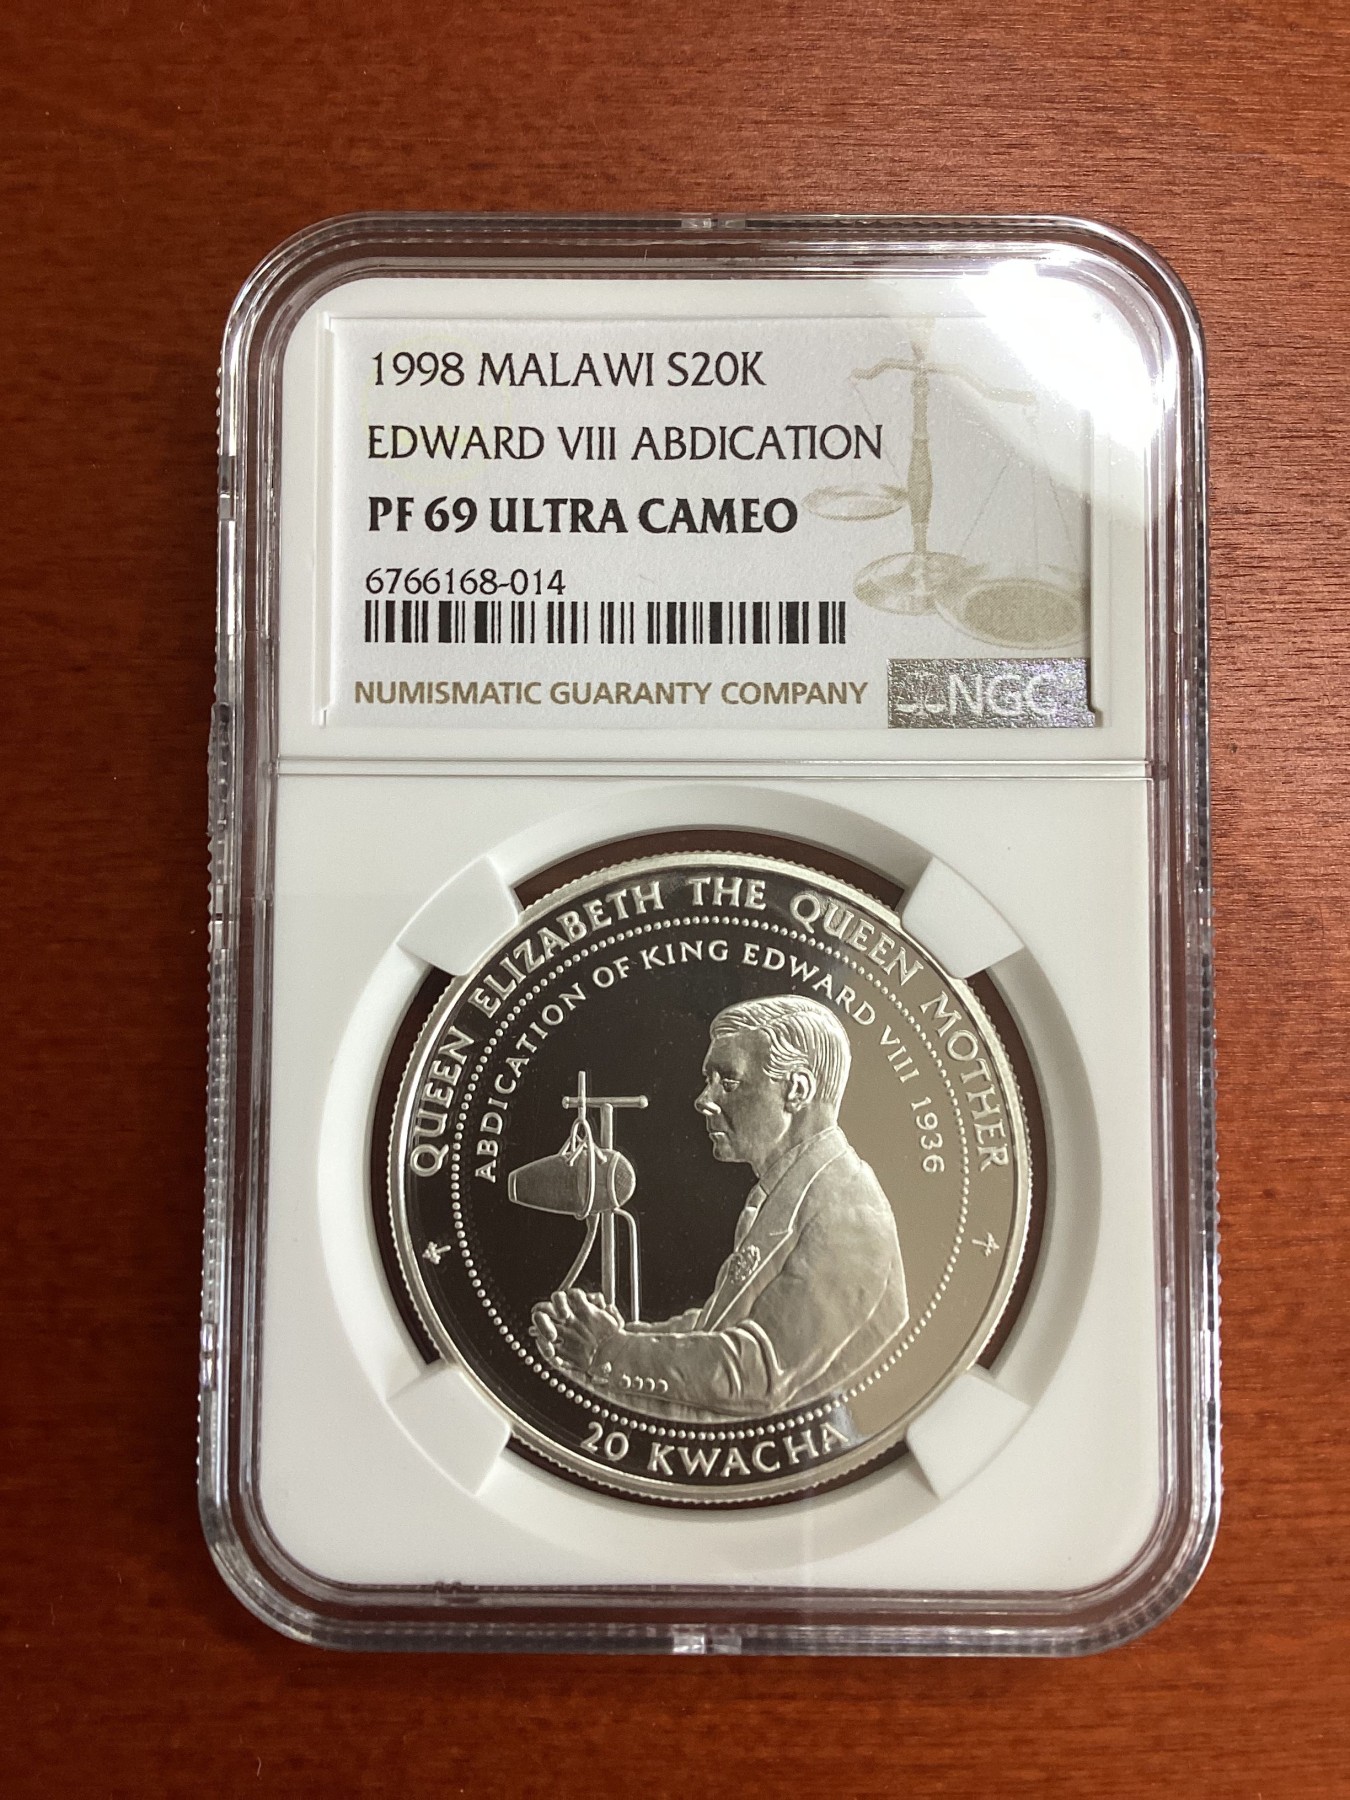 1998 MALAWI S20K
EDWARD VIII ABDICATION
PF 69 ULTRA CAMEO
6766168-014
NUMISMATIC GUARANTY COMPANY
NGC
QUEEN ELIZABETH THE QUEEN MOTHER
ABDICATION OF KING EDWARD VIII 1936
20 KWACHA